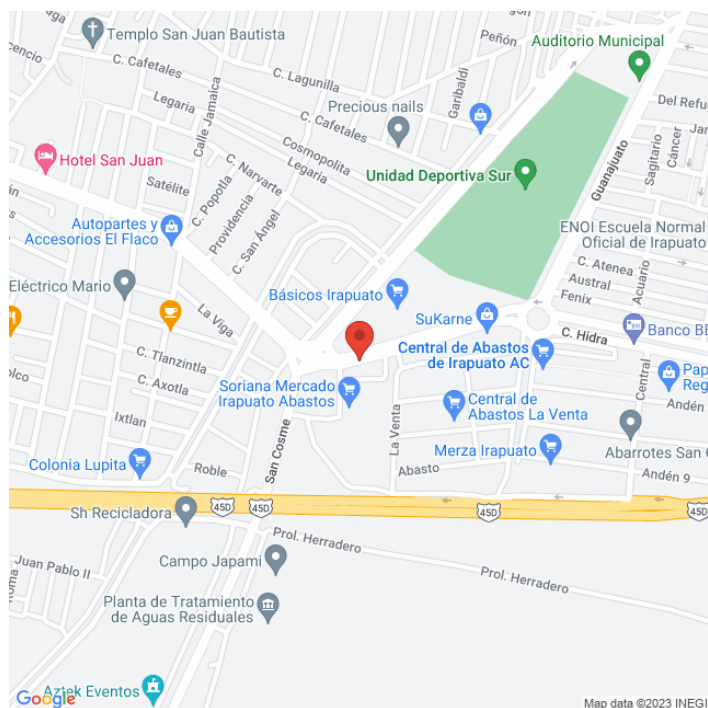 Templo San Juan Bautista
Peñón
Auditorio Municipal
C. Cafetales
C. Lagunilla
Garibaldi
Legaria
Calle Jamaica
Precious nails
C. Cafetales
Del Refug
Cosmopolita
Legaria
Sagitario
Cáncer
Hotel San Juan
Satélite
C. Popotla
C. Narvarte
Unidad Deportiva Sur
Guanajuato
Providencia
C. San Ángel
Autopartes y
Accesorios El Flaco
ENOI Escuela Normal
Oficial de Irapuato
C. Atenea
Acuario
Austral
Fenix
Eléctrico Mario
Básicos Irapuato
La Viga
SuKarne
C. Hidra
Banco BB
C. Tlanzintla
Central de Abastos
de Irapuato AC
C. Axotla
Soriana Mercado
Irapuato Abastos
Central de
Abastos La Venta
Central
Pap
Reg
Andén
Ixtlan
San Cosme
La Venta
Merza Irapuato
Abarrotes San C
Colonia Lupita
Roble
Abasto
Andén 9
45D
45D
45D
45D
Sh Recicladora
Prol. Herradero
Juan Pablo II
Roma
Campo Japami
Prol. Herradero
Planta de Tratamiento
de Aguas Residuales
Aztek Eventos
Google
Map data ©2023 INEGI